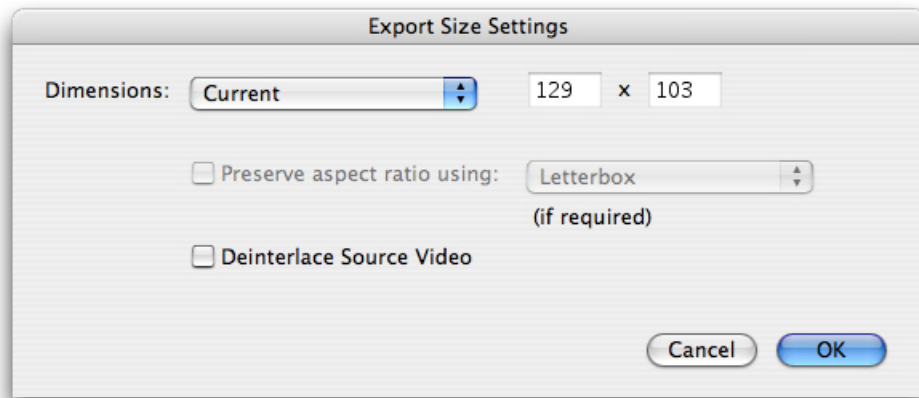 Export Size Settings
Dimensions: Current 129 x 103
Preserve aspect ratio using: Letterbox
(if required)
Deinterlace Source Video
Cancel OK